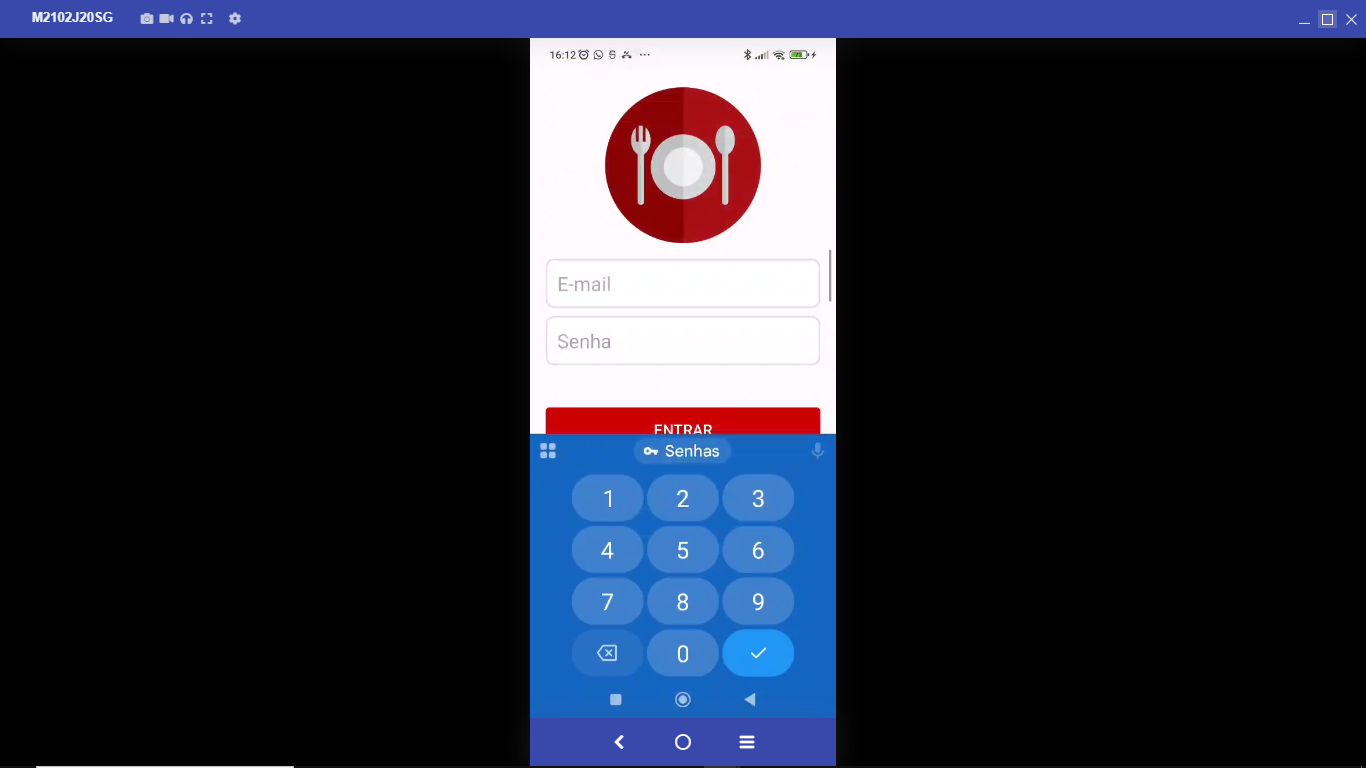 M2102J20SG
16:12
E-mail
Senha
ENTRAR
Senhas
1 2 3
4 5 6
7 8 9
0